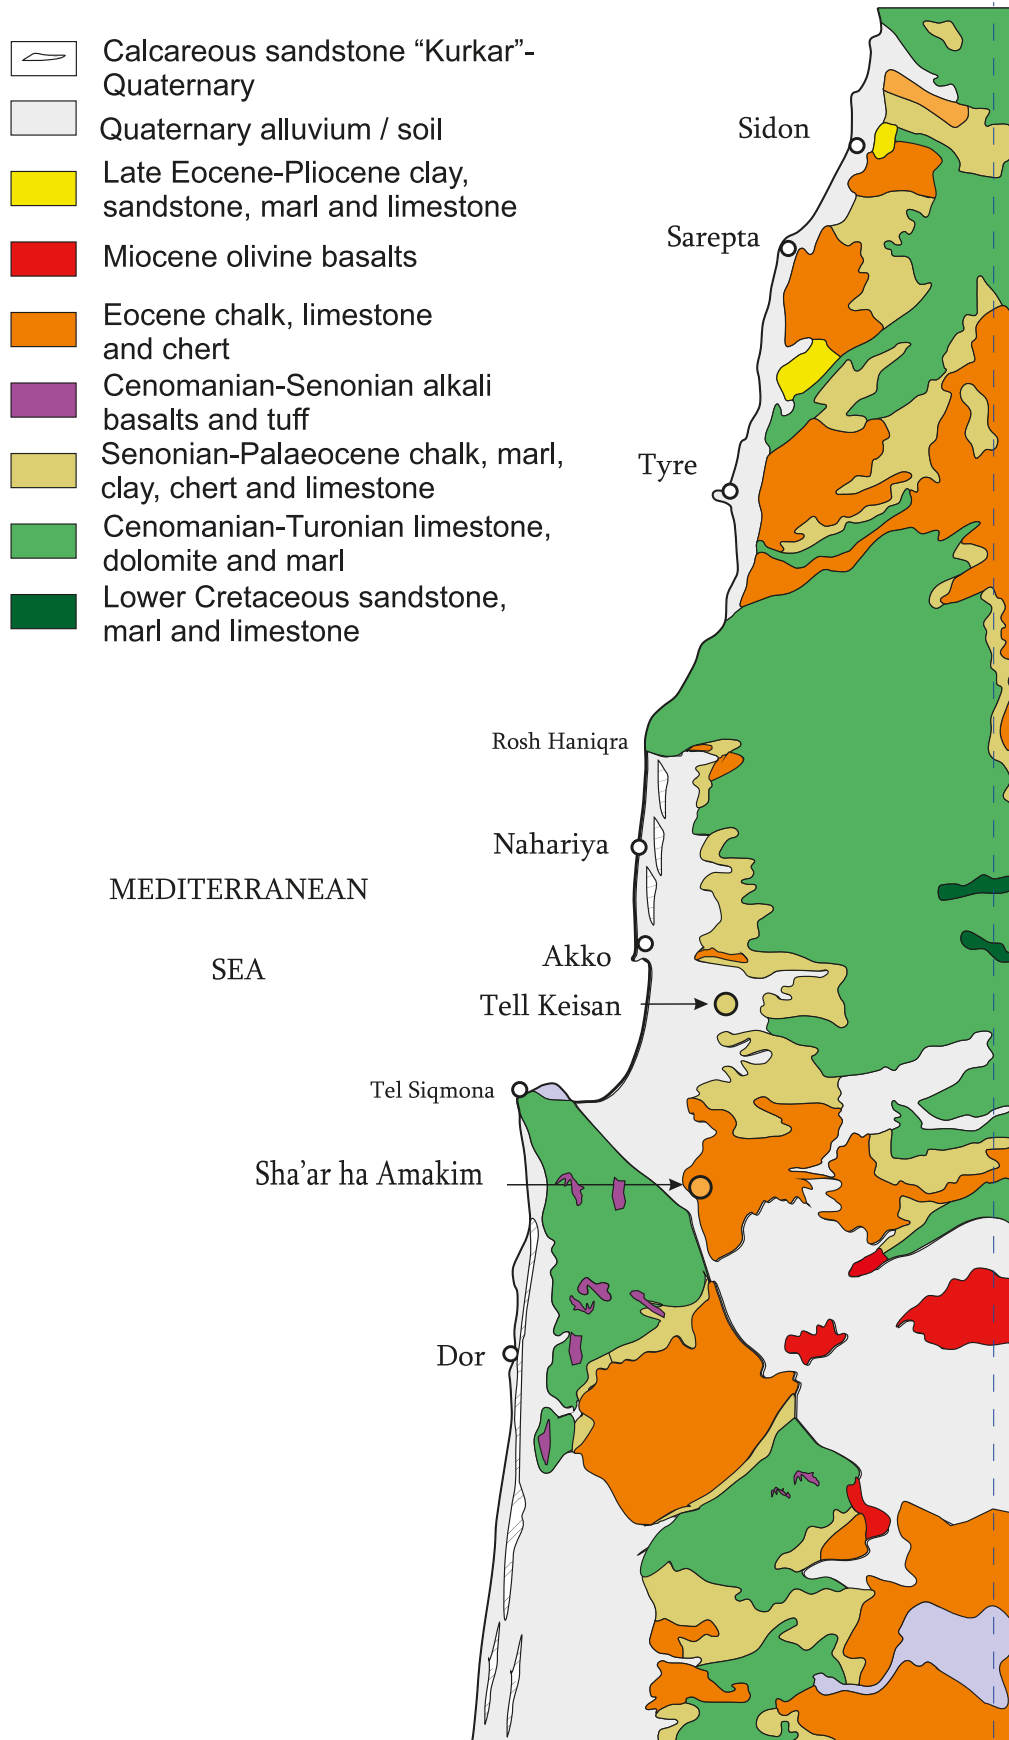 Calcareous sandstone “Kurkar”-
Quaternary
Quaternary alluvium / soil
Late Eocene-Pliocene clay,
sandstone, marl and limestone
Miocene olivine basalts
Eocene chalk, limestone
and chert
Cenomanian-Senonian alkali
basalts and tuff
Senonian-Palaeocene chalk, marl,
clay, chert and limestone
Cenomanian-Turonian limestone,
dolomite and marl
Lower Cretaceous sandstone,
marl and limestone
Sidon
Sarepta
Tyre
Rosh Haniqra
Nahariya
MEDITERRANEAN
SEA
Akko
Tell Keisan
Tel Siqmona
Sha’ar ha Amakim
Dor